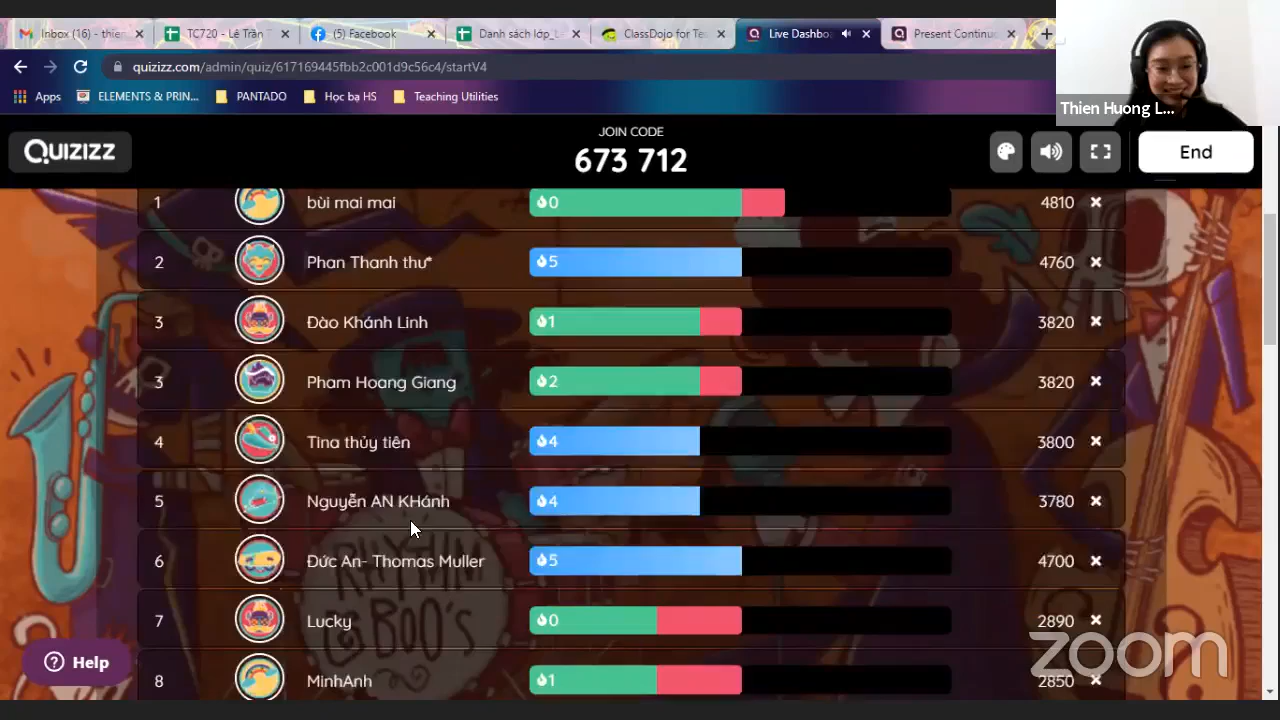 Inbox (16) - thie
TC720 - Lê Trần T
(5) Facebook
Danh sách lớp_L
ClassDojo for Te
Live Dashbo
Present Continuo
quizizz.com/admin/quiz/617169445fbb2c001d9c56c4/startV4
Apps
ELEMENTS & PRIN...
PANTADO
Học bạ HS
Teaching Utilities
Thien Huong L...
Quizizz
JOIN CODE
673 712
End
1 bùi mai mai 0 4810
2 Phan Thanh thư* 5 4760
3 Đào Khánh Linh 1 3820
3 Pham Hoang Giang 2 3820
4 Tina thủy tiên 4 3800
5 Nguyễn AN KHánh 4 3780
6 Đức An- Thomas Muller 5 4700
7 Lucky 0 2890
8 MinhAnh 1 2850
RHYTHM
BOO'S
? Help
zoom